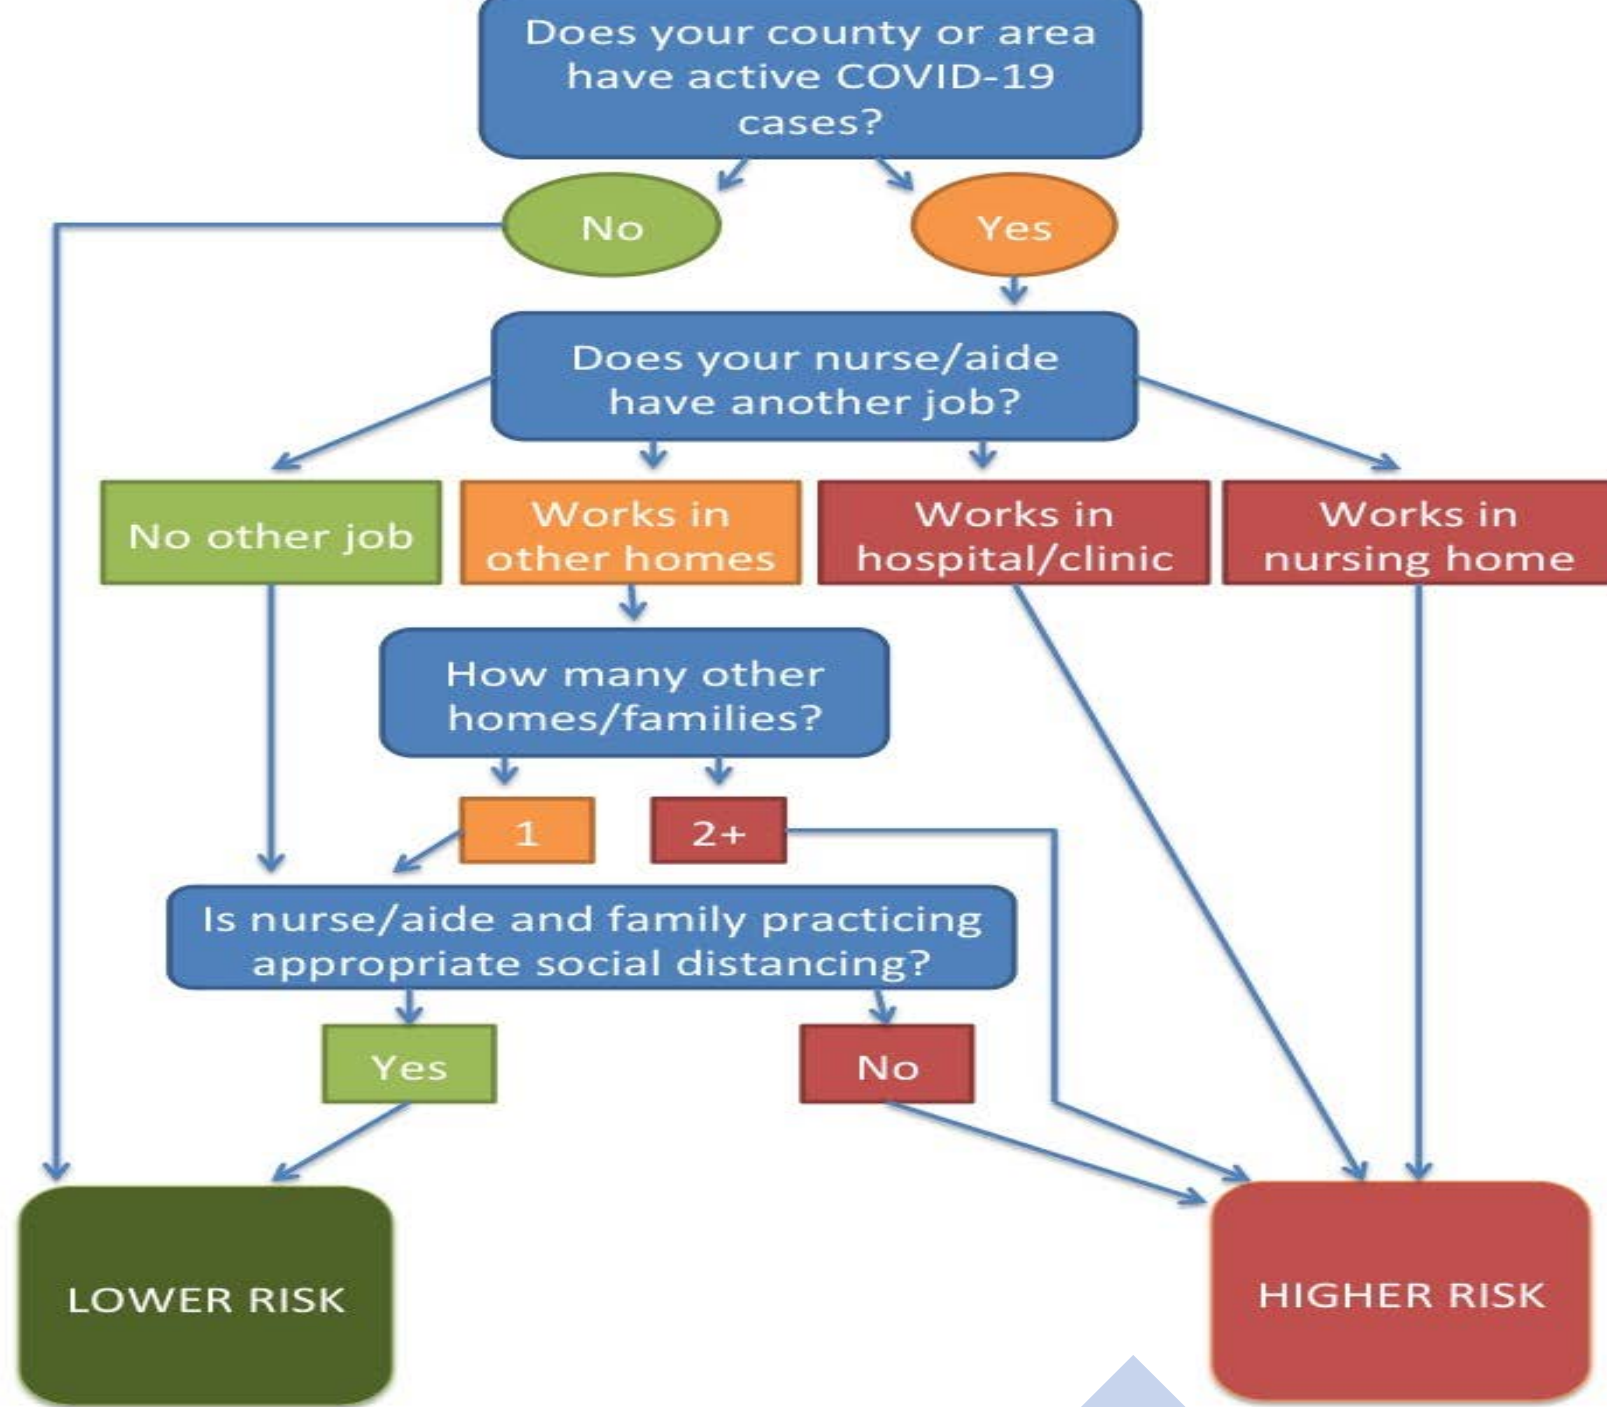 Does your county or area
have active COVID-19
cases?
No
Yes
Does your nurse/aide
have another job?
No other job
Works in
other homes
Works in
hospital/clinic
Works in
nursing home
How many other
homes/families?
1
2+
Is nurse/aide and family practicing
appropriate social distancing?
Yes
No
LOWER RISK
HIGHER RISK